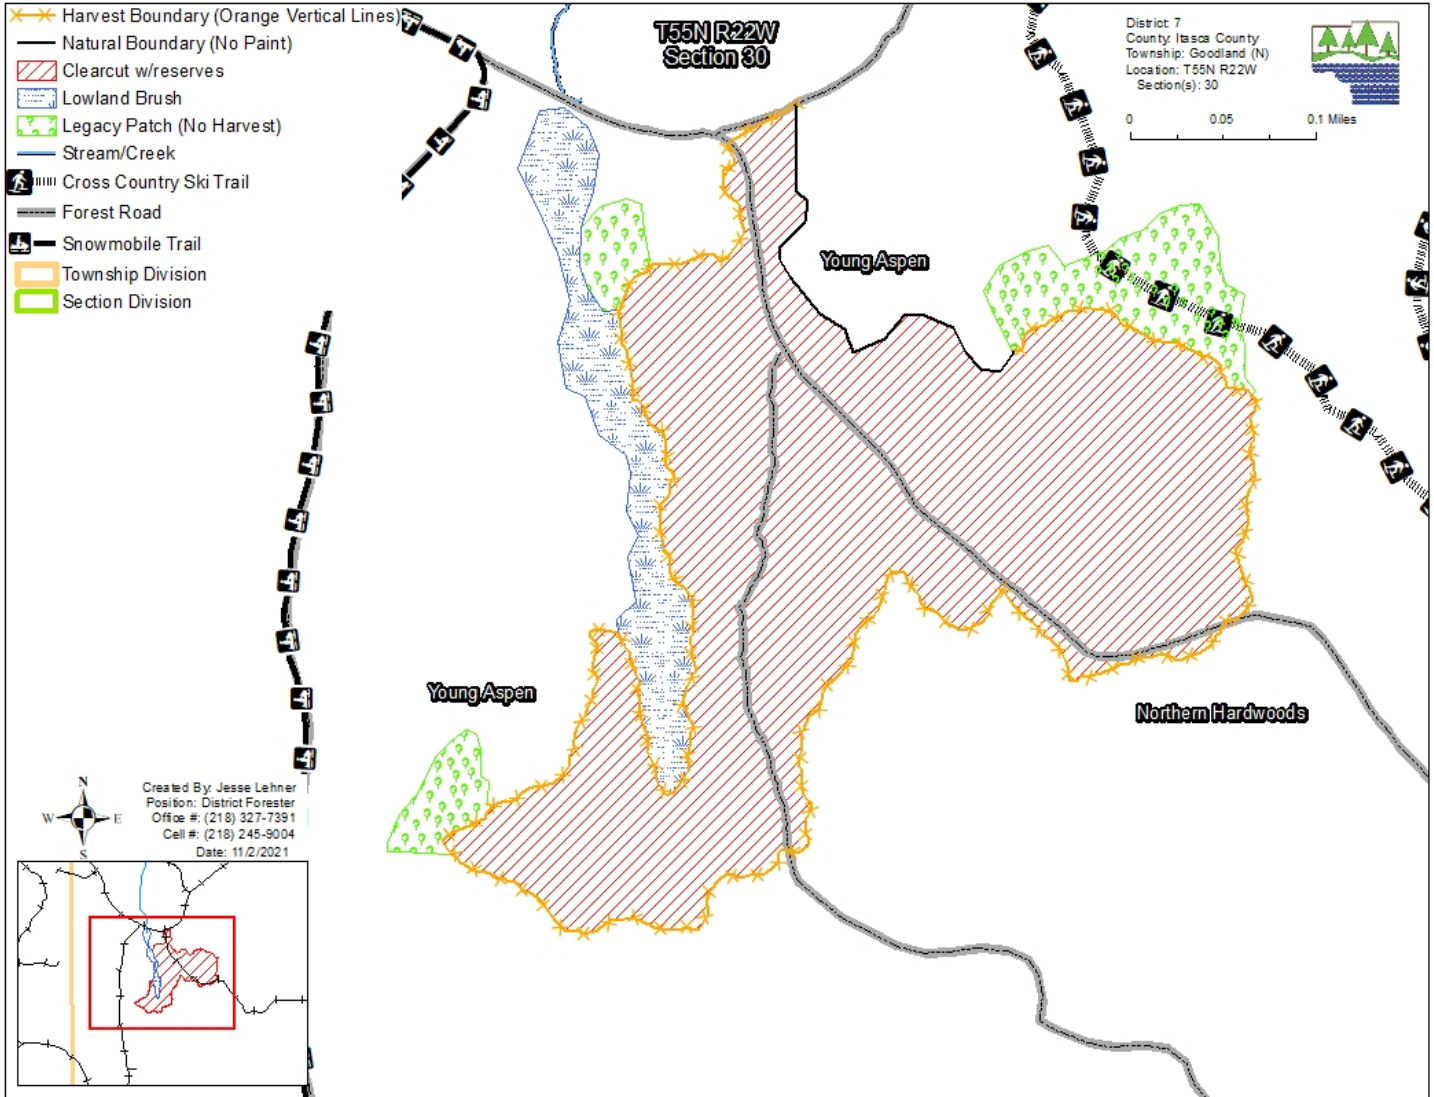 Harvest Boundary (Orange Vertical Lines)
Natural Boundary (No Paint)
Clearcut w/reserves
Lowland Brush
Legacy Patch (No Harvest)
Stream/Creek
Cross Country Ski Trail
Forest Road
Snowmobile Trail
Township Division
Section Division
T55N R22W
Section 30
District: 7
County: Itasca County
Township: Goodland (N)
Location: T55N R22W
Section(s): 30
0 0.05 0.1 Miles
Young Aspen
Young Aspen
Northern Hardwoods
N
W E
S
Created By: Jesse Lehner
Position: District Forester
Office #: (218) 327-7391
Cell #: (218) 245-9004
Date: 11/2/2021